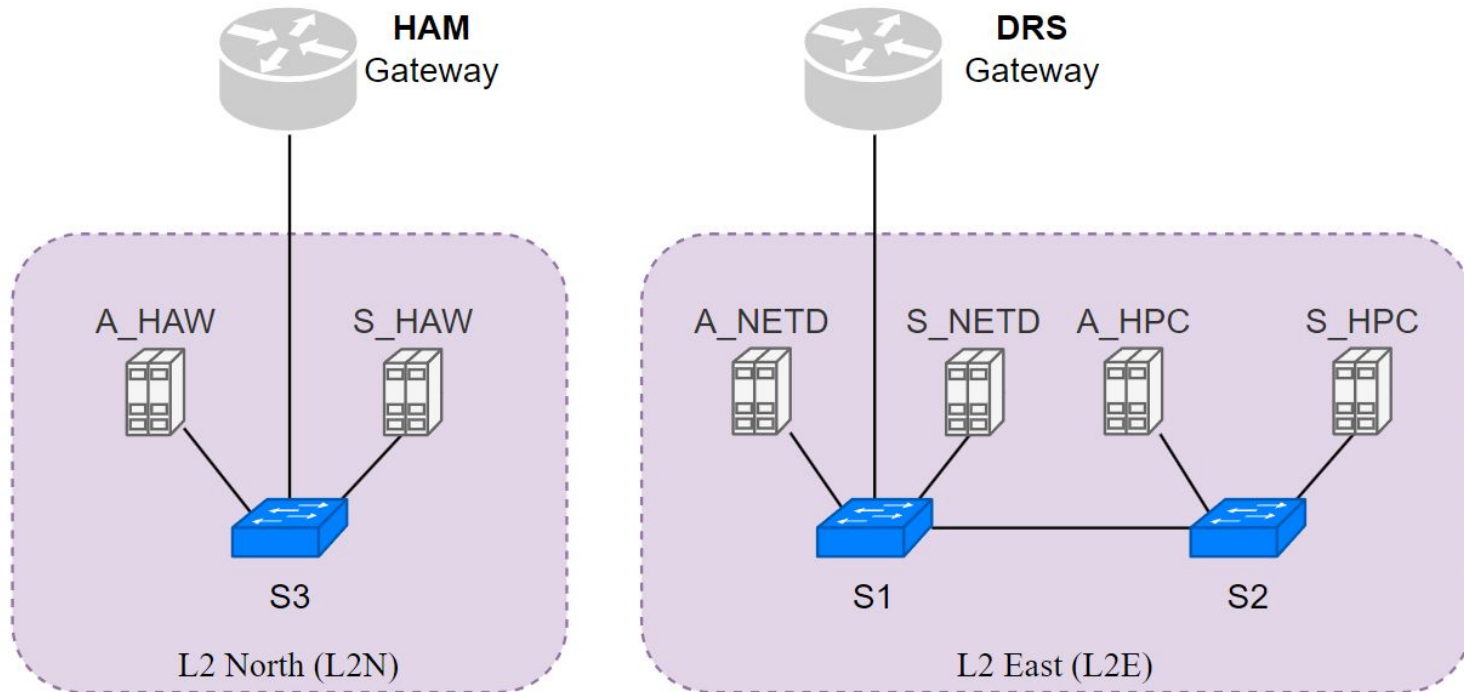 HAM
Gateway
DRS
Gateway
A_HAW
S_HAW
A_NETD
S_NETD
A_HPC
S_HPC
S3
S1
S2
L2 North (L2N)
L2 East (L2E)